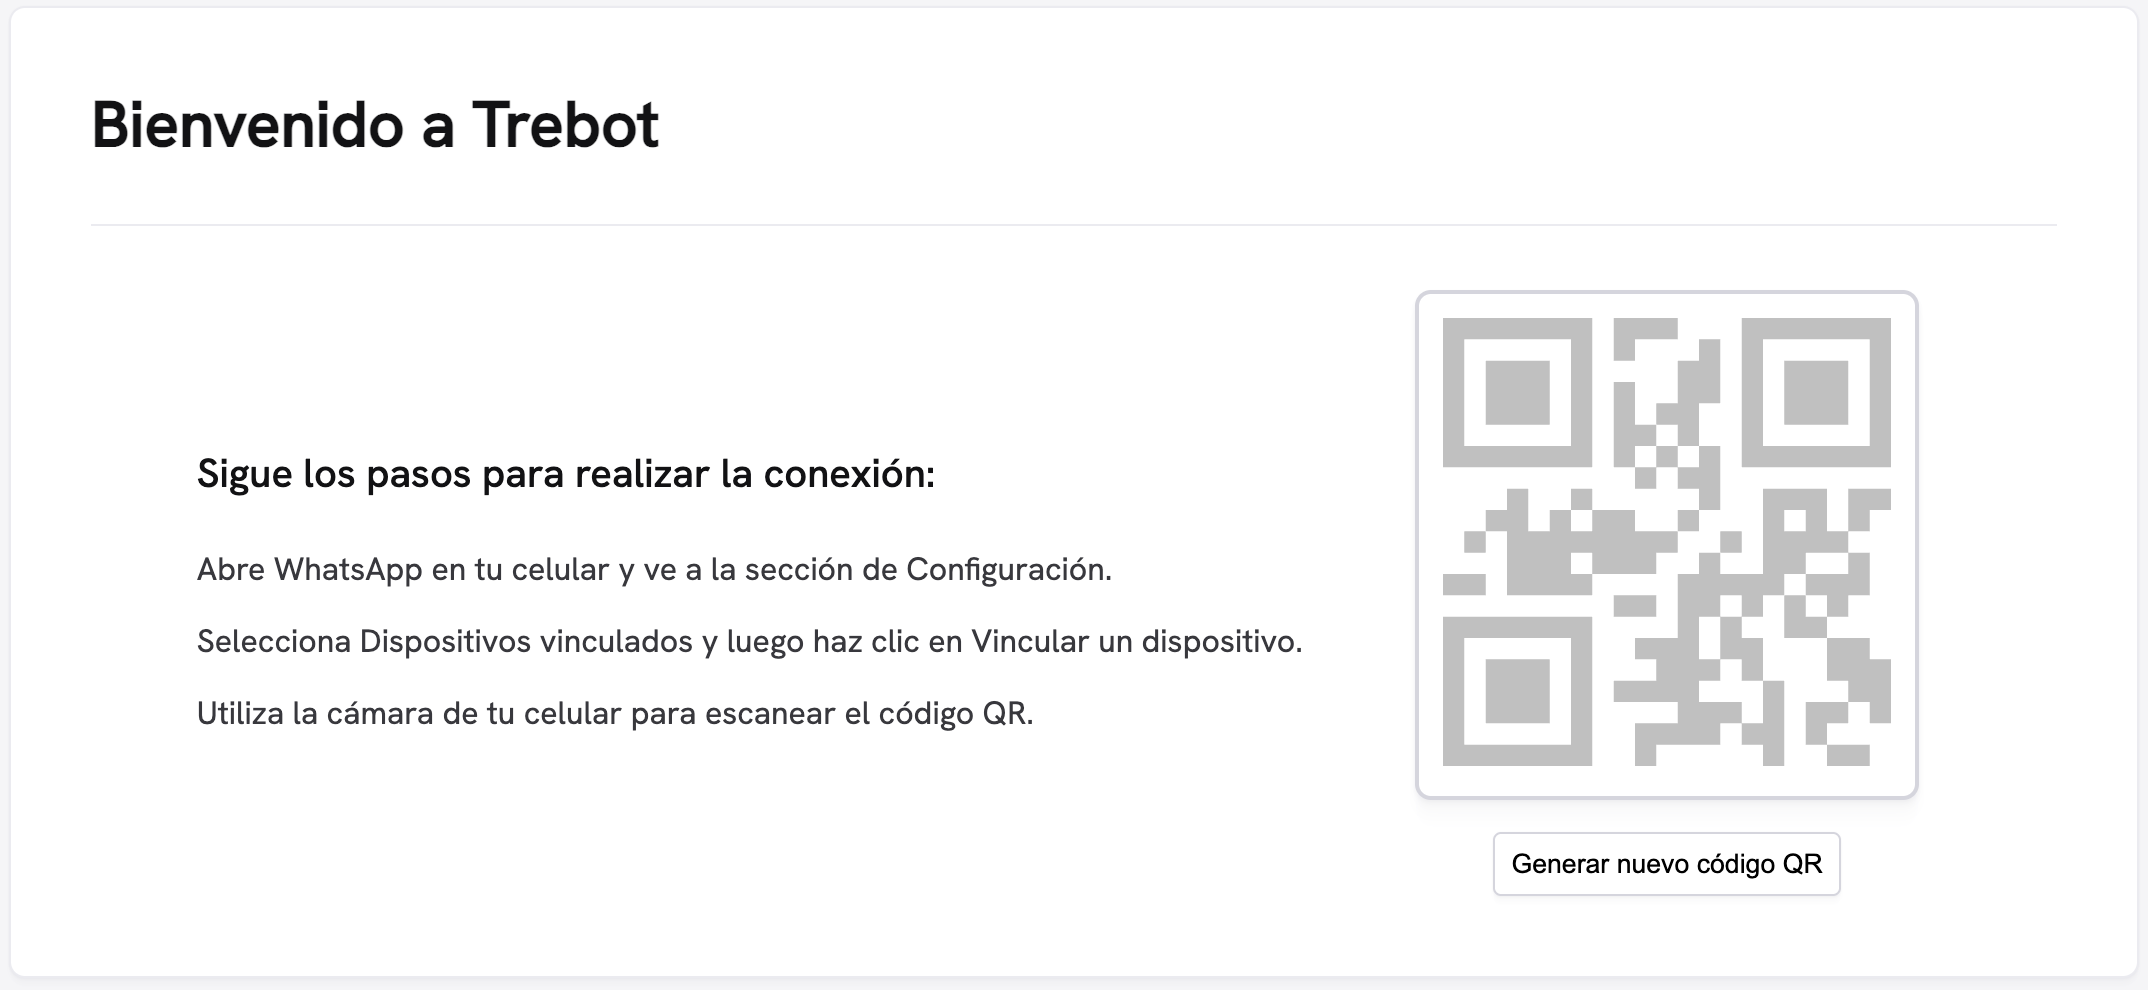 Bienvenido a Trebot
Sigue los pasos para realizar la conexión:
Abre WhatsApp en tu celular y ve a la sección de Configuración.
Selecciona Dispositivos vinculados y luego haz clic en Vincular un dispositivo.
Utiliza la cámara de tu celular para escanear el código QR.
Generar nuevo código QR